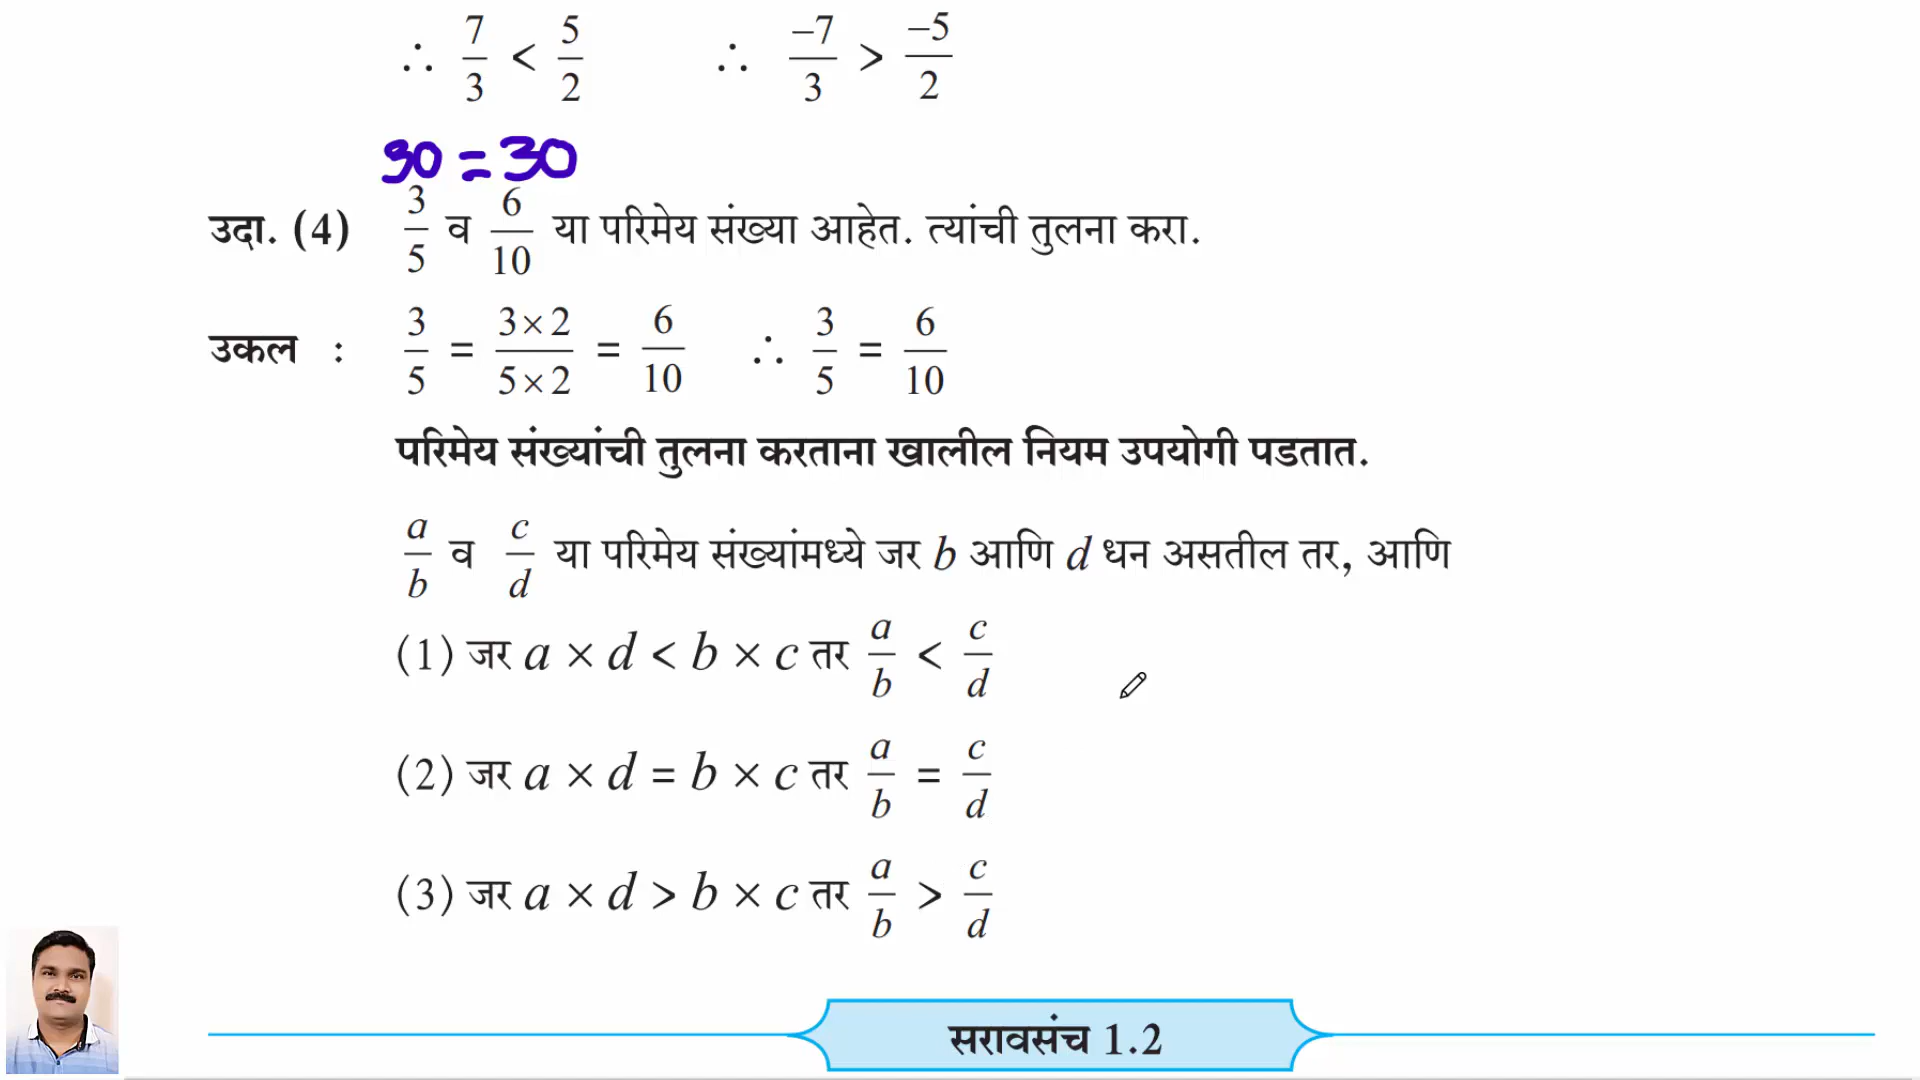 ∴ 7/3 < 5/2 ∴ −7/3 > −5/2
30 = 30
उदा. (4) 3/5 व 6/10 या परिमेय संख्या आहेत. त्यांची तुलना करा.
उकल : 3/5 = 3×2/5×2 = 6/10 ∴ 3/5 = 6/10
परिमेय संख्यांची तुलना करताना खालील नियम उपयोगी पडतात.
a/b व c/d या परिमेय संख्यांमध्ये जर b आणि d धन असतील तर, आणि
(1) जर a × d < b × c तर a/b < c/d
(2) जर a × d = b × c तर a/b = c/d
(3) जर a × d > b × c तर a/b > c/d
सरावसंच 1.2